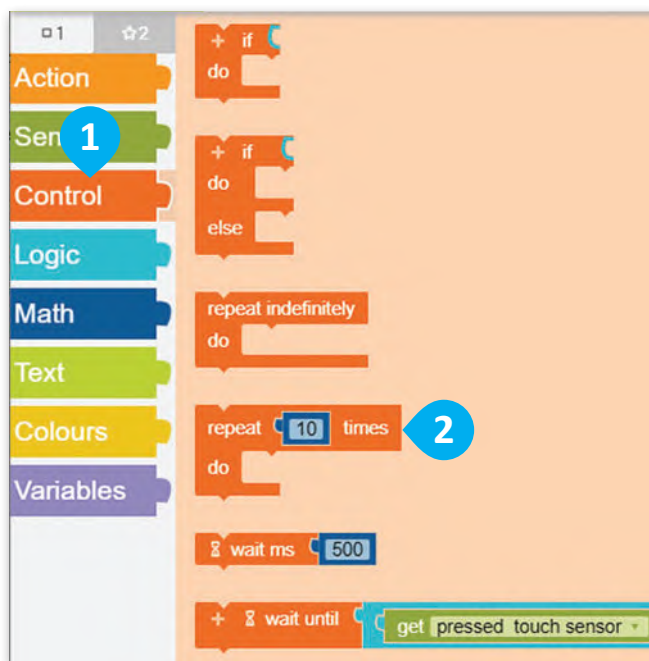 1 2
Action
Sen
1
Control
Logic
Math
Text
Colours
Variables
+ if
do
+ if
do
else
repeat indefinitely
do
repeat 10 times
2
do
wait ms 500
+ wait until get pressed touch sensor